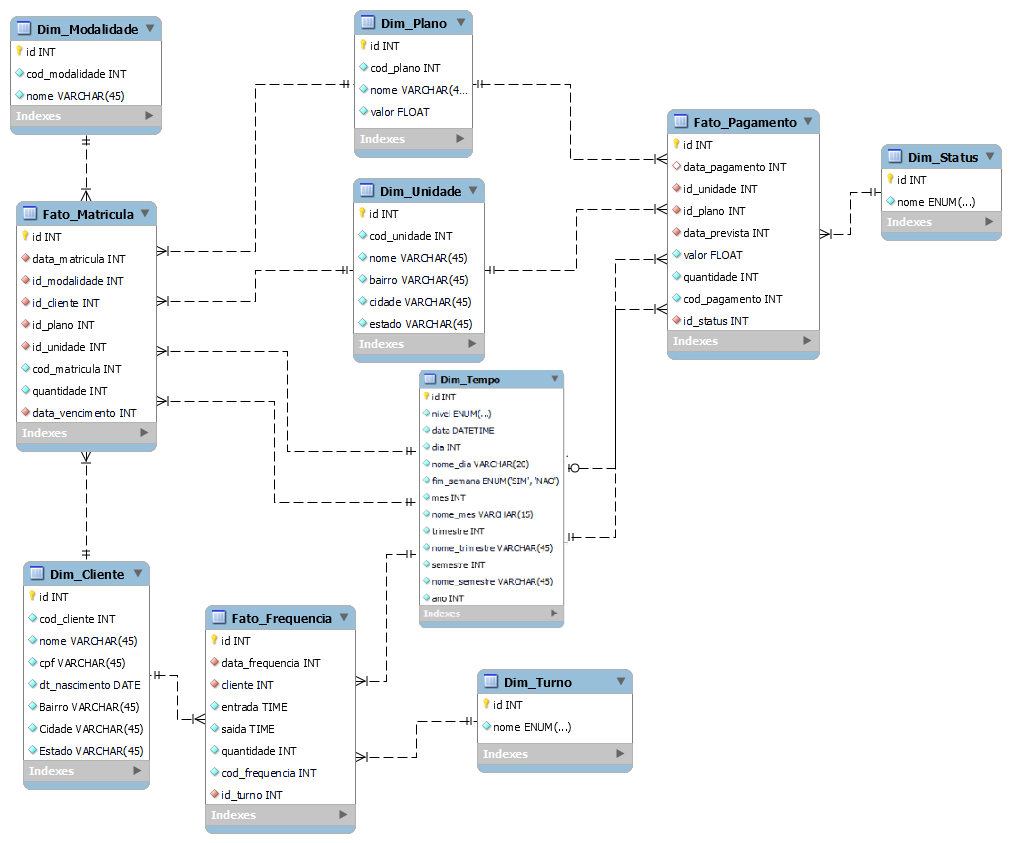 Dim_Modalidade
id INT
cod_modalidade INT
nome VARCHAR(45)
Indexes
Dim_Plano
id INT
cod_plano INT
nome VARCHAR(4...
valor FLOAT
Indexes
Dim_Unidade
id INT
cod_unidade INT
nome VARCHAR(45)
bairro VARCHAR(45)
cidade VARCHAR(45)
estado VARCHAR(45)
Indexes
Fato_Pagamento
id INT
data_pagamento INT
id_unidade INT
id_plano INT
data_prevista INT
valor FLOAT
quantidade INT
cod_pagamento INT
id_status INT
Indexes
Dim_Status
id INT
nome ENUM(...)
Indexes
Fato_Matricula
id INT
data_matricula INT
id_modalidade INT
id_cliente INT
id_plano INT
id_unidade INT
cod_matricula INT
quantidade INT
data_vencimento INT
Indexes
Dim_Tempo
id INT
nivel ENUM(...)
data DATETIME
dia INT
nome_dia VARCHAR(20)
fim_semana ENUM('SIM', 'NAO')
mes INT
nome_mes VARCHAR(15)
trimestre INT
nome_trimestre VARCHAR(45)
semestre INT
nome_semestre VARCHAR(45)
ano INT
Indexes
Dim_Cliente
id INT
cod_cliente INT
nome VARCHAR(45)
cpf VARCHAR(45)
dt_nascimento DATE
Bairro VARCHAR(45)
Cidade VARCHAR(45)
Estado VARCHAR(45)
Indexes
Fato_Frequencia
id INT
data_frequencia INT
cliente INT
entrada TIME
saida TIME
quantidade INT
cod_frequencia INT
id_turno INT
Indexes
Dim_Turno
id INT
nome ENUM(...)
Indexes